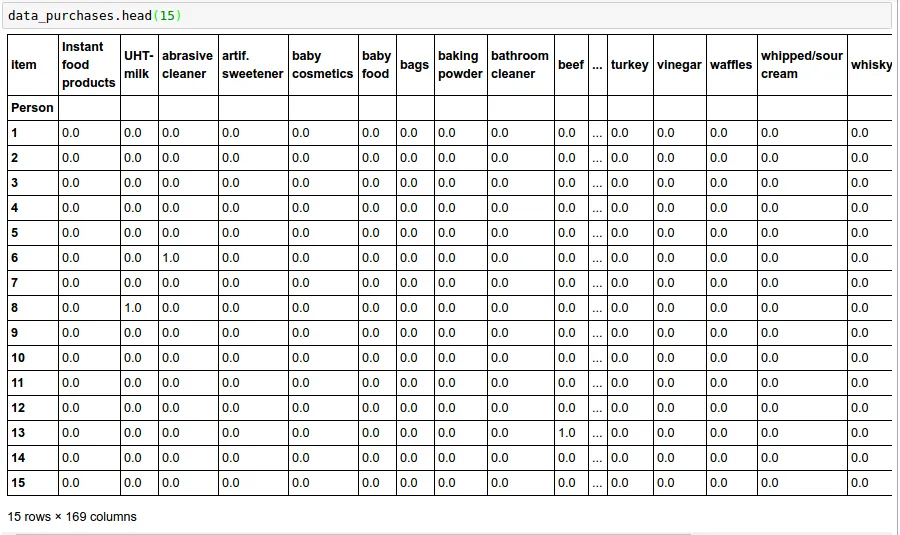 data_purchases.head(15)
item Instant food products UHT-milk abrasive cleaner artif. sweetener baby cosmetics baby food bags baking powder bathroom cleaner beef ... turkey vinegar waffles whipped/sour cream whisky
Person
1 0.0 0.0 0.0 0.0 0.0 0.0 0.0 0.0 0.0 0.0 ... 0.0 0.0 0.0 0.0 0.0
2 0.0 0.0 0.0 0.0 0.0 0.0 0.0 0.0 0.0 0.0 ... 0.0 0.0 0.0 0.0 0.0
3 0.0 0.0 0.0 0.0 0.0 0.0 0.0 0.0 0.0 0.0 ... 0.0 0.0 0.0 0.0 0.0
4 0.0 0.0 0.0 0.0 0.0 0.0 0.0 0.0 0.0 0.0 ... 0.0 0.0 0.0 0.0 0.0
5 0.0 0.0 0.0 0.0 0.0 0.0 0.0 0.0 0.0 0.0 ... 0.0 0.0 0.0 0.0 0.0
6 0.0 0.0 1.0 0.0 0.0 0.0 0.0 0.0 0.0 0.0 ... 0.0 0.0 0.0 0.0 0.0
7 0.0 0.0 0.0 0.0 0.0 0.0 0.0 0.0 0.0 0.0 ... 0.0 0.0 0.0 0.0 0.0
8 0.0 1.0 0.0 0.0 0.0 0.0 0.0 0.0 0.0 0.0 ... 0.0 0.0 0.0 0.0 0.0
9 0.0 0.0 0.0 0.0 0.0 0.0 0.0 0.0 0.0 0.0 ... 0.0 0.0 0.0 0.0 0.0
10 0.0 0.0 0.0 0.0 0.0 0.0 0.0 0.0 0.0 0.0 ... 0.0 0.0 0.0 0.0 0.0
11 0.0 0.0 0.0 0.0 0.0 0.0 0.0 0.0 0.0 0.0 ... 0.0 0.0 0.0 0.0 0.0
12 0.0 0.0 0.0 0.0 0.0 0.0 0.0 0.0 0.0 0.0 ... 0.0 0.0 0.0 0.0 0.0
13 0.0 0.0 0.0 0.0 0.0 0.0 0.0 0.0 0.0 1.0 ... 0.0 0.0 0.0 0.0 0.0
14 0.0 0.0 0.0 0.0 0.0 0.0 0.0 0.0 0.0 0.0 ... 0.0 0.0 0.0 0.0 0.0
15 0.0 0.0 0.0 0.0 0.0 0.0 0.0 0.0 0.0 0.0 ... 0.0 0.0 0.0 0.0 0.0
15 rows × 169 columns